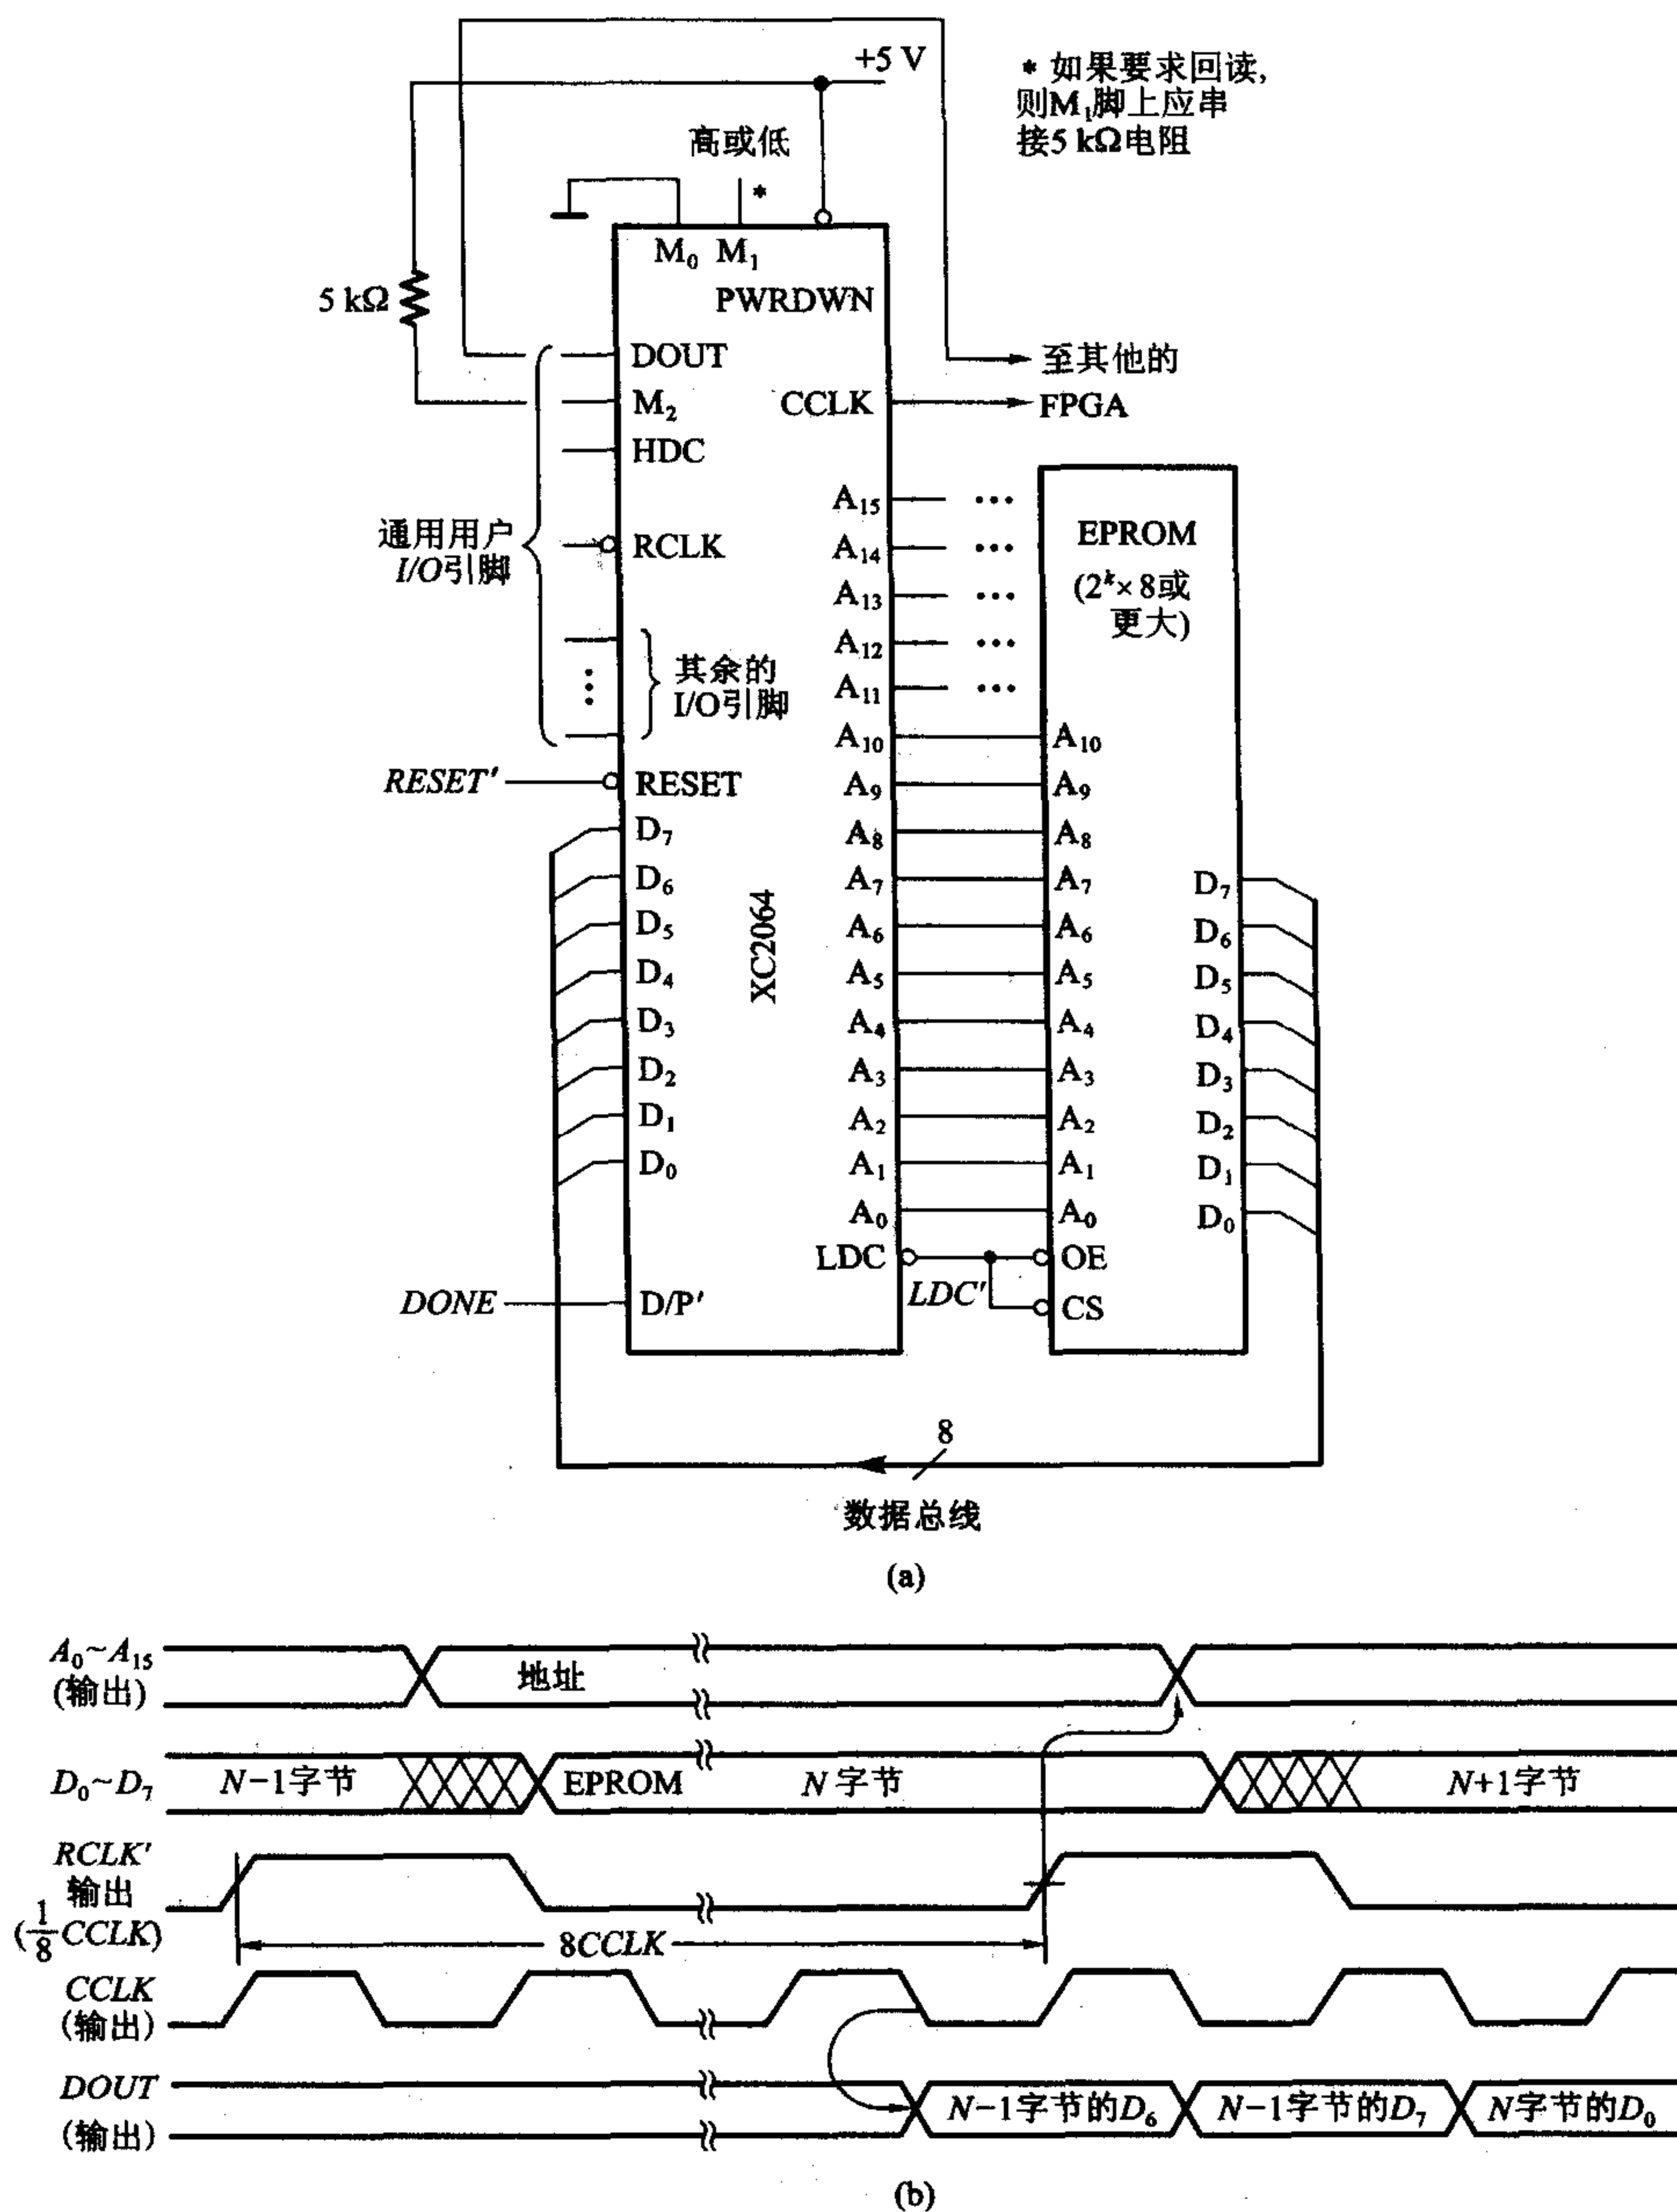 +5 V
* 如果要求回读,
则M₁脚上应串
接5 kΩ电阻
高或低
*
M₀ M₁
PWRDWN
5 kΩ
DOUT
至其他的
M₂
CCLK
FPGA
HDC
A₁₅ …
EPROM
(2ᵏ×8或
更大)
通用用户
I/O引脚
RCLK
A₁₄ …
A₁₃ …
A₁₂ …
A₁₁ …
其余的
I/O引脚
A₁₀
A₁₀
RESET′
RESET
A₉
A₉
D₇
A₈
A₈
D₆
A₇
A₇
D₇
D₅
A₆
A₆
D₆
D₄
A₅
A₅
D₅
XC2064
D₃
A₄
A₄
D₄
D₂
A₃
A₃
D₃
D₁
A₂
A₂
D₂
D₀
A₁
A₁
D₁
A₀
A₀
D₀
LDC
LDC′
OE
DONE
D/P′
CS
8
数据总线
(a)
A₀~A₁₅
(输出)
地址
D₀~D₇
N−1字节
EPROM
N 字节
N+1字节
RCLK′
输出
(1/8 CCLK)
8CCLK
CCLK
(输出)
DOUT
(输出)
N−1字节的D₆
N−1字节的D₇
N字节的D₀
(b)